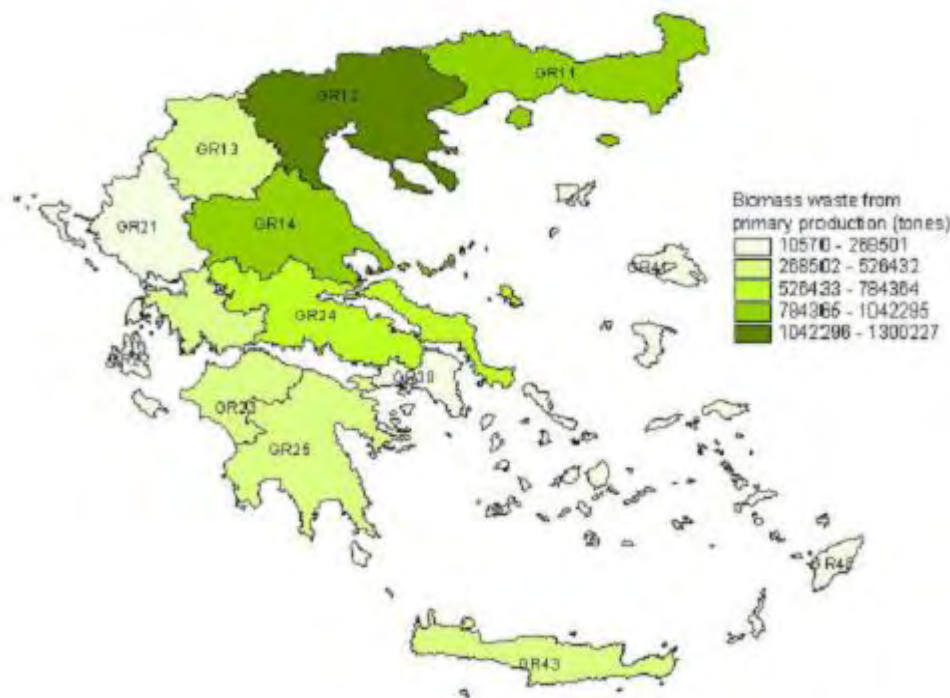 GR11
GR12
GR13
GR21
GR14
GR24
GR30
GR23
GR25
GR43
Biomass waste from
primary production (tones)
10570 - 268501
268502 - 526432
526433 - 784364
784365 - 1042295
1042296 - 1300227